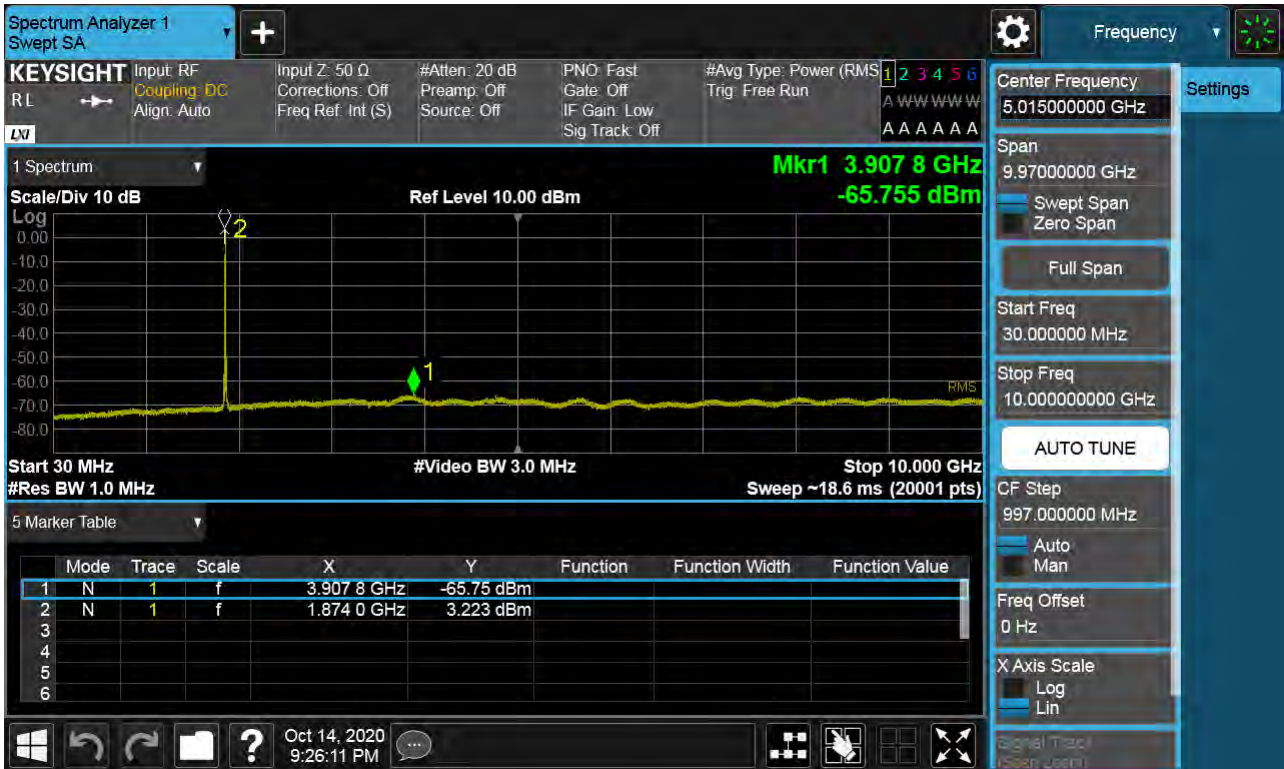 Spectrum Analyzer 1
Swept SA
+
Frequency
KEYSIGHT
RL
LXI
Input: RF
Coupling: DC
Align: Auto
Input Z: 50 Ω
Corrections: Off
Freq Ref: Int (S)
#Atten: 20 dB
Preamp: Off
Source: Off
PNO: Fast
Gate: Off
IF Gain: Low
Sig Track: Off
#Avg Type: Power (RMS
Trig: Free Run
1 2 3 4 5 6
A W W W W W
A A A A A A
1 Spectrum
Mkr1 3.907 8 GHz
-65.755 dBm
Scale/Div 10 dB
Ref Level 10.00 dBm
Log
0.00
-10.0
-20.0
-30.0
-40.0
-50.0
-60.0
-70.0
-80.0
2
1
RMS
Start 30 MHz
#Video BW 3.0 MHz
Stop 10.000 GHz
#Res BW 1.0 MHz
Sweep ~18.6 ms (20001 pts)
5 Marker Table
Mode Trace Scale X Y Function Function Width Function Value
1 N 1 f 3.907 8 GHz -65.75 dBm
2 N 1 f 1.874 0 GHz 3.223 dBm
3
4
5
6
?
Oct 14, 2020
9:26:11 PM
Center Frequency
5.015000000 GHz
Settings
Span
9.97000000 GHz
Swept Span
Zero Span
Full Span
Start Freq
30.000000 MHz
Stop Freq
10.000000000 GHz
AUTO TUNE
CF Step
997.000000 MHz
Auto
Man
Freq Offset
0 Hz
X Axis Scale
Log
Lin
Signal Track
(Span Zoom)